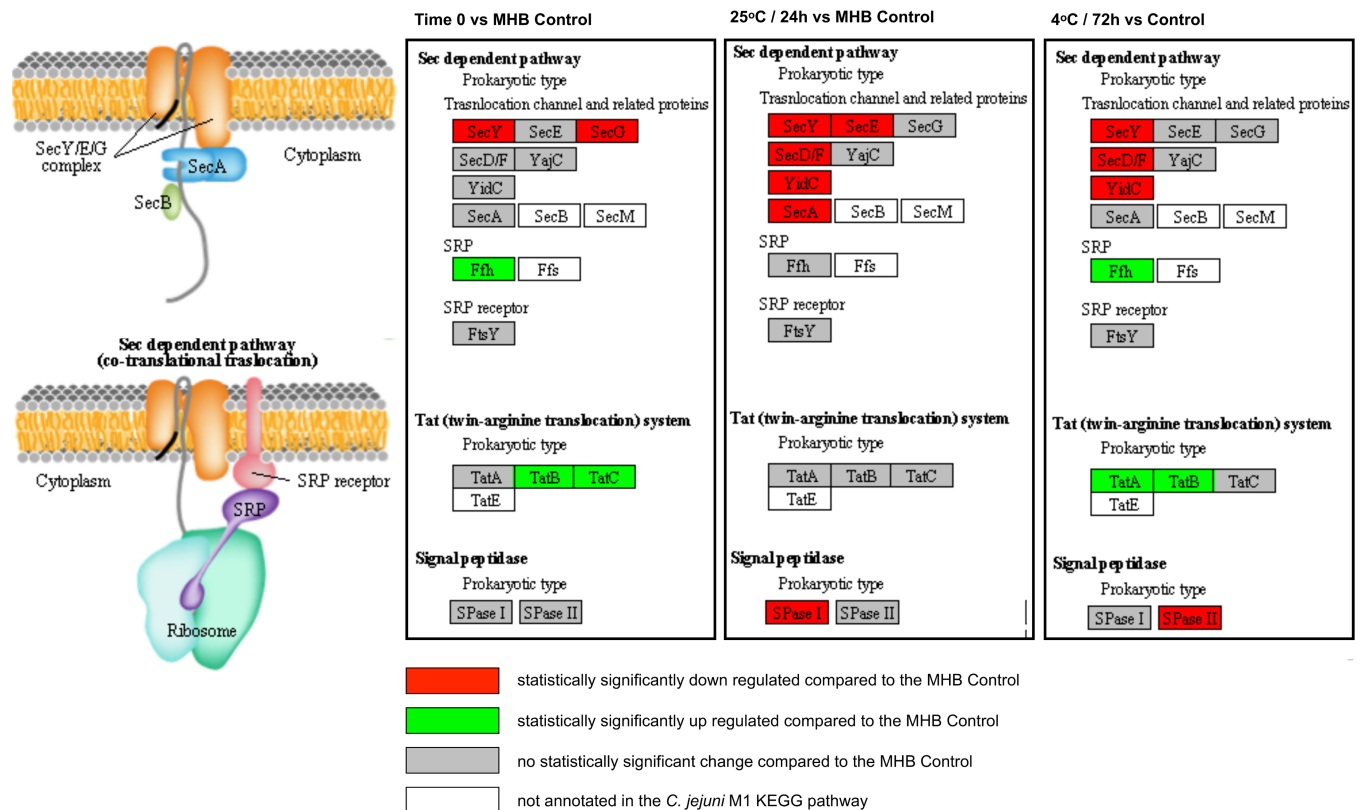 Time 0 vs MHB Control
25oC / 24h vs MHB Control
4oC / 72h vs Control
SecY/E/G
complex
Cytoplasm
SecA
SecB
Sec dependent pathway
(co-translational traslocation)
Cytoplasm
SRP receptor
SRP
Ribosome
Sec dependent pathway
Prokaryotic type
Trasnlocation channel and related proteins
SecY SecE SecG
SecD/F YajC
YidC
SecA SecB SecM
SRP
Ffh Ffs
SRP receptor
FtsY
Tat (twin-arginine translocation) system
Prokaryotic type
TatA TatB TatC
TatE
Signal peptidase
Prokaryotic type
SPase I SPase II
Sec dependent pathway
Prokaryotic type
Trasnlocation channel and related proteins
SecY SecE SecG
SecD/F YajC
YidC
SecA SecB SecM
SRP
Ffh Ffs
SRP receptor
FtsY
Tat (twin-arginine translocation) system
Prokaryotic type
TatA TatB TatC
TatE
Signal peptidase
Prokaryotic type
SPase I SPase II
Sec dependent pathway
Prokaryotic type
Trasnlocation channel and related proteins
SecY SecE SecG
SecD/F YajC
YidC
SecA SecB SecM
SRP
Ffh Ffs
SRP receptor
FtsY
Tat (twin-arginine translocation) system
Prokaryotic type
TatA TatB TatC
TatE
Signal peptidase
Prokaryotic type
SPase I SPase II
statistically significantly down regulated compared to the MHB Control
statistically significantly up regulated compared to the MHB Control
no statistically significant change compared to the MHB Control
not annotated in the C. jejuni M1 KEGG pathway